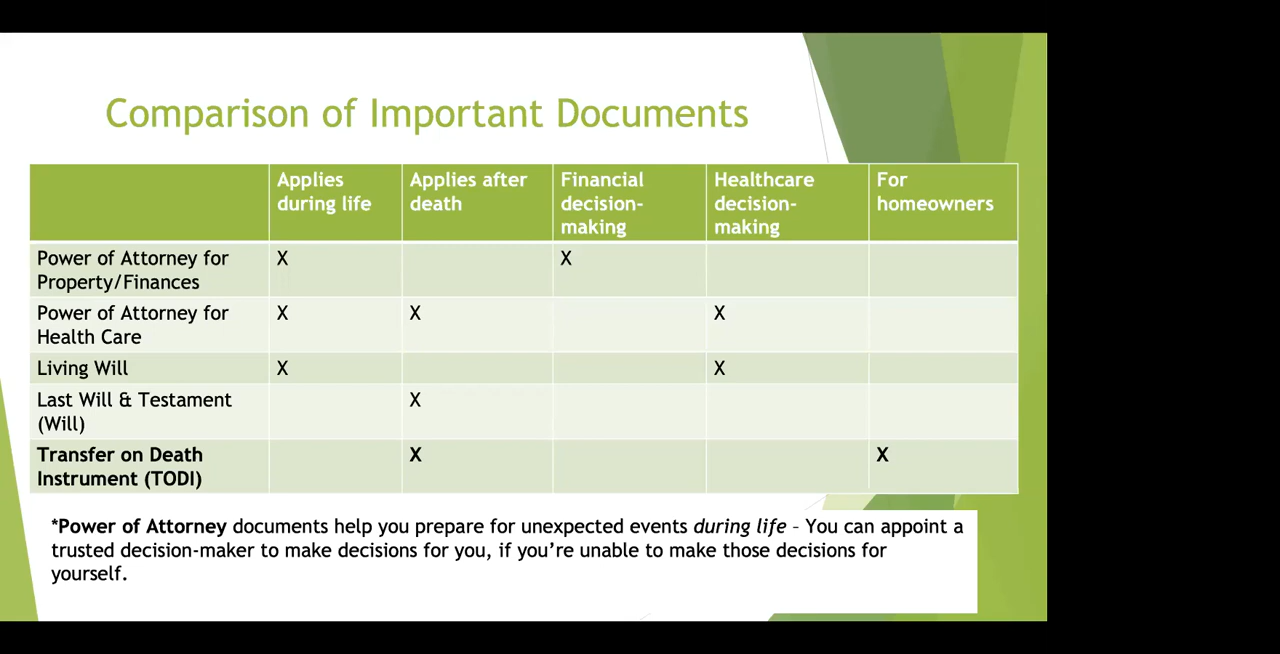 Comparison of Important Documents
Applies during life
Applies after death
Financial decision-making
Healthcare decision-making
For homeowners
Power of Attorney for Property/Finances X X
Power of Attorney for Health Care X X X
Living Will X X
Last Will & Testament (Will) X
Transfer on Death Instrument (TODI) X X
*Power of Attorney documents help you prepare for unexpected events during life – You can appoint a
trusted decision-maker to make decisions for you, if you're unable to make those decisions for
yourself.